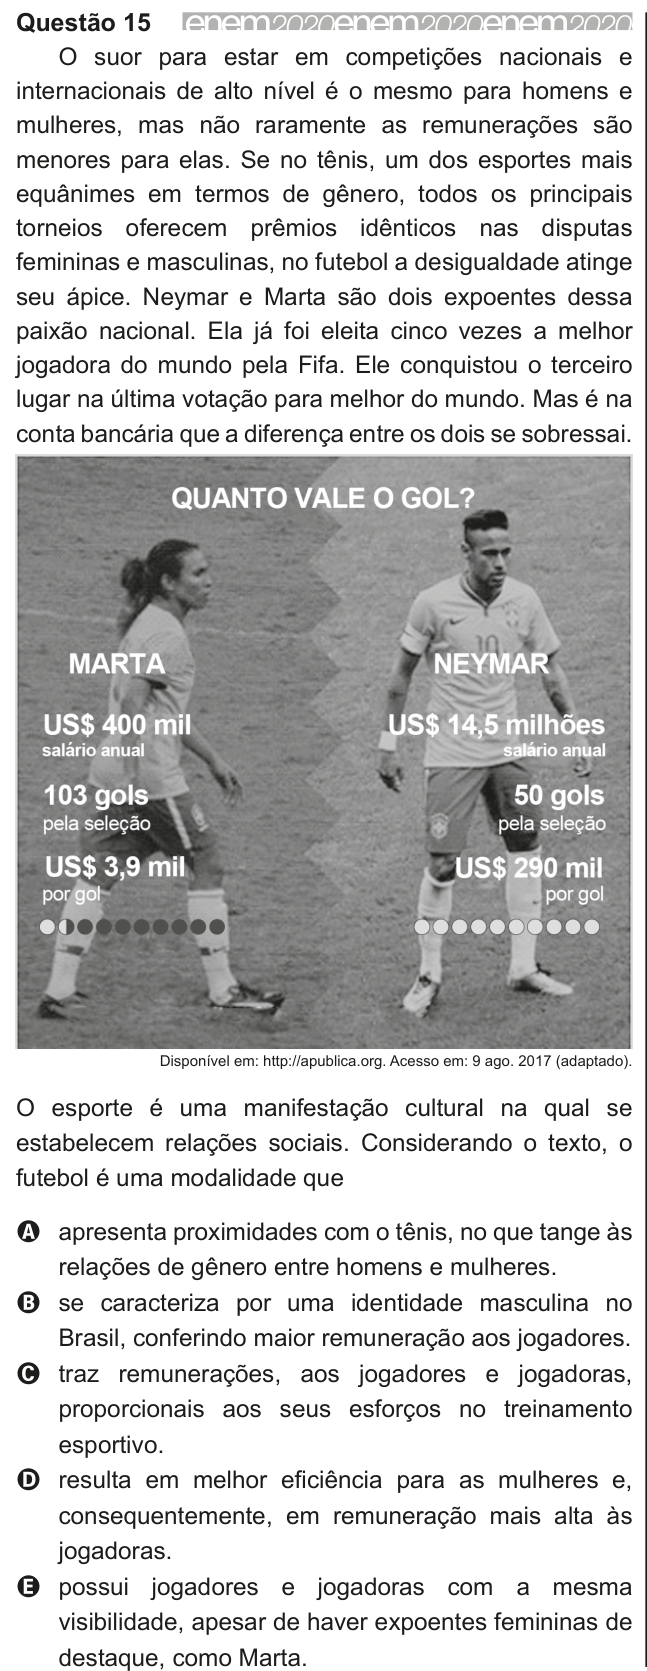 Questão 15 enem2020enem2020enem2020
O suor para estar em competições nacionais e
internacionais de alto nível é o mesmo para homens e
mulheres, mas não raramente as remunerações são
menores para elas. Se no tênis, um dos esportes mais
equânimes em termos de gênero, todos os principais
torneios oferecem prêmios idênticos nas disputas
femininas e masculinas, no futebol a desigualdade atinge
seu ápice. Neymar e Marta são dois expoentes dessa
paixão nacional. Ela já foi eleita cinco vezes a melhor
jogadora do mundo pela Fifa. Ele conquistou o terceiro
lugar na última votação para melhor do mundo. Mas é na
conta bancária que a diferença entre os dois se sobressai.
QUANTO VALE O GOL?
MARTA
US$ 400 mil
salário anual
103 gols
pela seleção
US$ 3,9 mil
por gol
NEYMAR
10
US$ 14,5 milhões
salário anual
50 gols
pela seleção
US$ 290 mil
por gol
Disponível em: http://apublica.org. Acesso em: 9 ago. 2017 (adaptado).
O esporte é uma manifestação cultural na qual se
estabelecem relações sociais. Considerando o texto, o
futebol é uma modalidade que
A apresenta proximidades com o tênis, no que tange às
relações de gênero entre homens e mulheres.
B se caracteriza por uma identidade masculina no
Brasil, conferindo maior remuneração aos jogadores.
C traz remunerações, aos jogadores e jogadoras,
proporcionais aos seus esforços no treinamento
esportivo.
D resulta em melhor eficiência para as mulheres e,
consequentemente, em remuneração mais alta às
jogadoras.
E possui jogadores e jogadoras com a mesma
visibilidade, apesar de haver expoentes femininas de
destaque, como Marta.